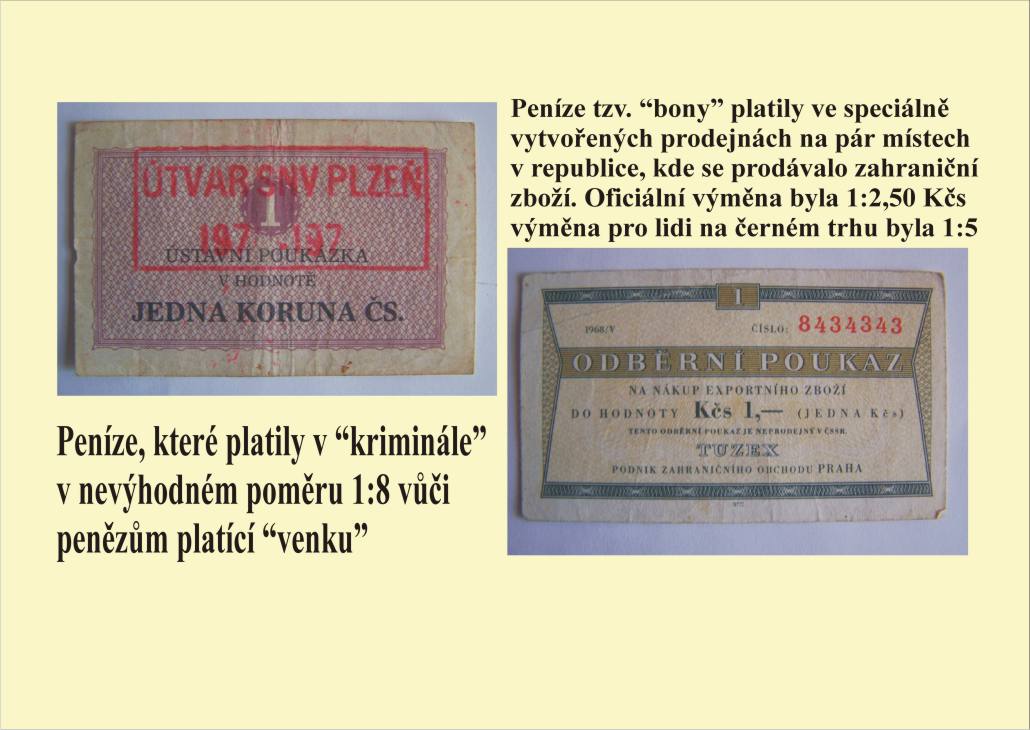 ÚTVAR SNV PLZEŇ
1
197 .197
ÚSTAVNÍ POUKÁZKA
V HODNOTĚ
JEDNA KORUNA ČS.
Peníze, které platily v “kriminále”
v nevýhodném poměru 1:8 vůči
penězům platící “venku”
Peníze tzv. “bony” platily ve speciálně
vytvořených prodejnách na pár místech
v republice, kde se prodávalo zahraniční
zboží. Oficiální výměna byla 1:2,50 Kčs
výměna pro lidi na černém trhu byla 1:5
1
1968/V ČÍSLO: 8434343
ODBĚRNÍ POUKAZ
NA NÁKUP EXPORTNÍHO ZBOŽÍ
DO HODNOTY Kčs 1,— (JEDNA Kčs)
TENTO ODBĚRNÍ POUKAZ JE NEPRODEJNÝ V ČSSR.
TUZEX
PODNIK ZAHRANIČNÍHO OBCHODU PRAHA